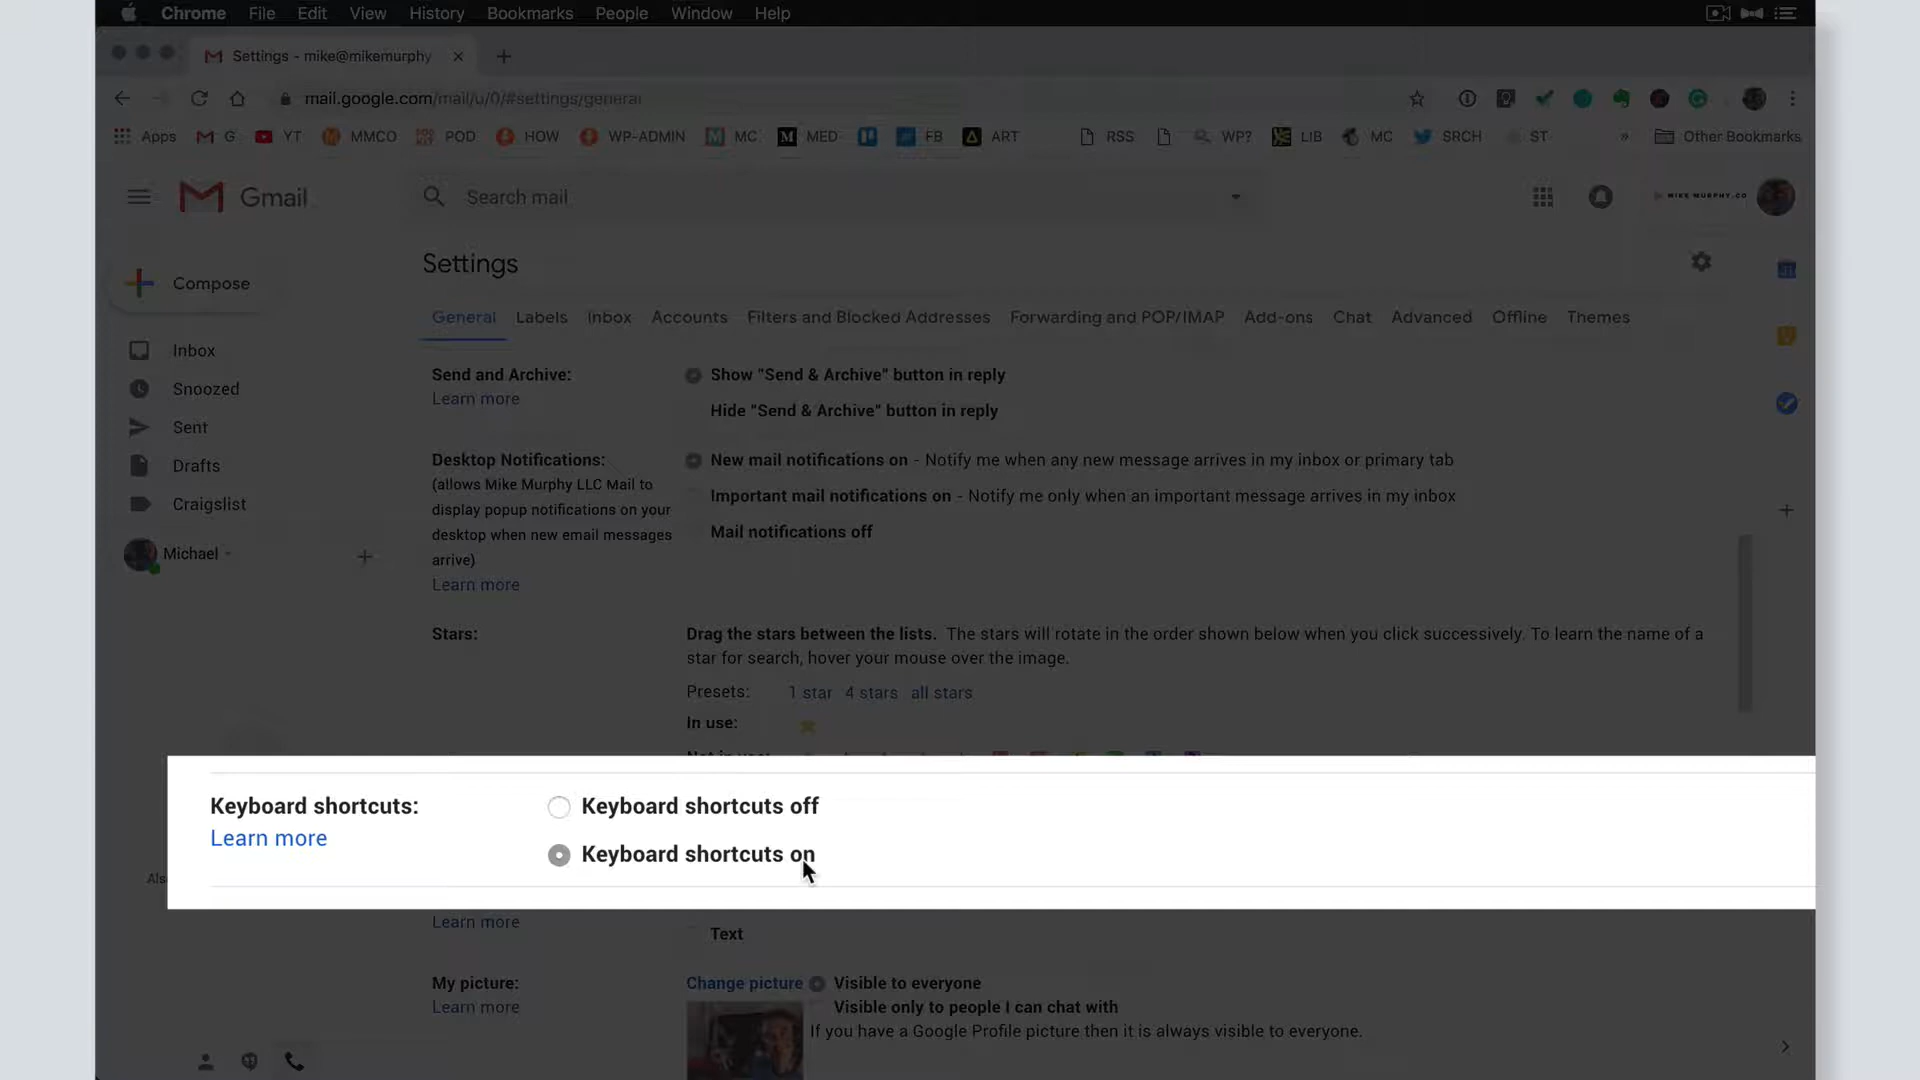 Chrome File Edit View History Bookmarks People Window Help
Settings - mike@mikemurphy
mail.google.com/mail/u/0/#settings/general
Apps G YT MMCO POD HOW WP-ADMIN MC MED FB ART RSS WP? LIB MC SRCH ST » Other Bookmarks
Gmail
Search mail
MIKE MURPHY.CO
Settings
Compose
General Labels Inbox Accounts Filters and Blocked Addresses Forwarding and POP/IMAP Add-ons Chat Advanced Offline Themes
Inbox
Snoozed
Sent
Drafts
Craigslist
Michael
Send and Archive:
Learn more
Show "Send & Archive" button in reply
Hide "Send & Archive" button in reply
Desktop Notifications:
(allows Mike Murphy LLC Mail to
display popup notifications on your
desktop when new email messages
arrive)
Learn more
New mail notifications on - Notify me when any new message arrives in my inbox or primary tab
Important mail notifications on - Notify me only when an important message arrives in my inbox
Mail notifications off
Stars:
Drag the stars between the lists. The stars will rotate in the order shown below when you click successively. To learn the name of a
star for search, hover your mouse over the image.
Presets: 1 star 4 stars all stars
In use:
Keyboard shortcuts:
Learn more
Keyboard shortcuts off
Keyboard shortcuts on
Learn more
Text
My picture:
Learn more
Change picture
Visible to everyone
Visible only to people I can chat with
If you have a Google Profile picture then it is always visible to everyone.